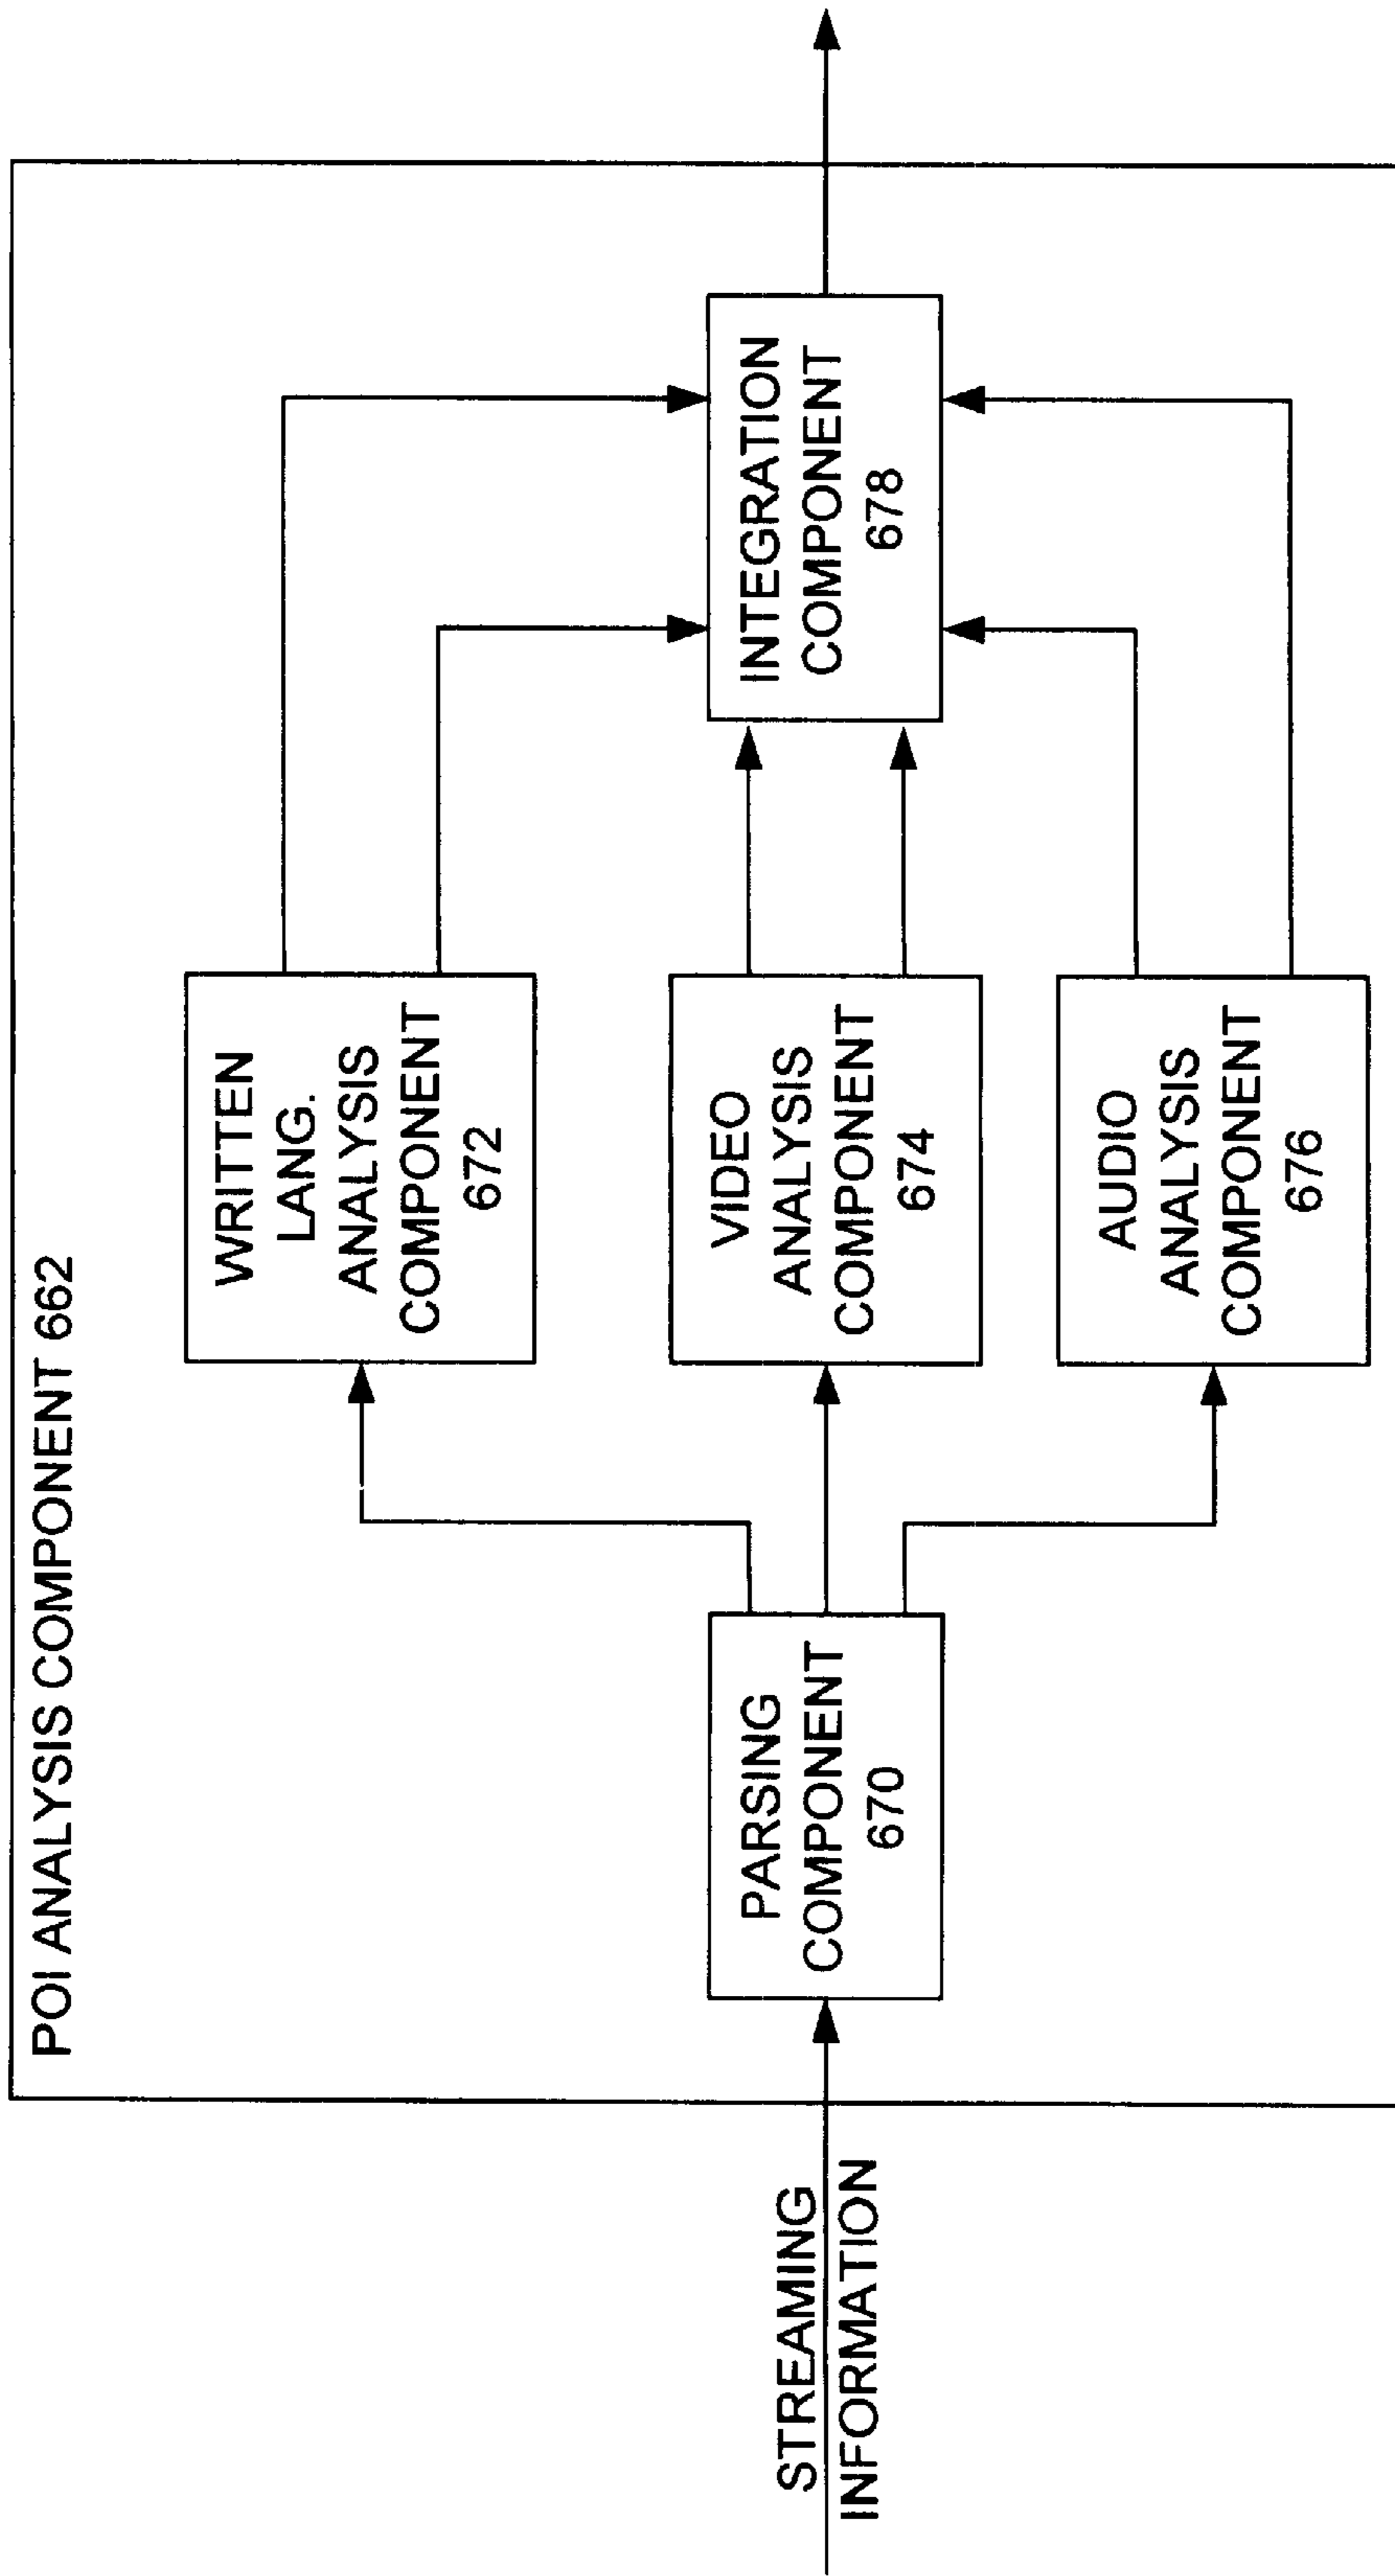 POI ANALYSIS COMPONENT 662
STREAMING
INFORMATION
PARSING
COMPONENT
670
WRITTEN
LANG.
ANALYSIS
COMPONENT
672
VIDEO
ANALYSIS
COMPONENT
674
AUDIO
ANALYSIS
COMPONENT
676
INTEGRATION
COMPONENT
678